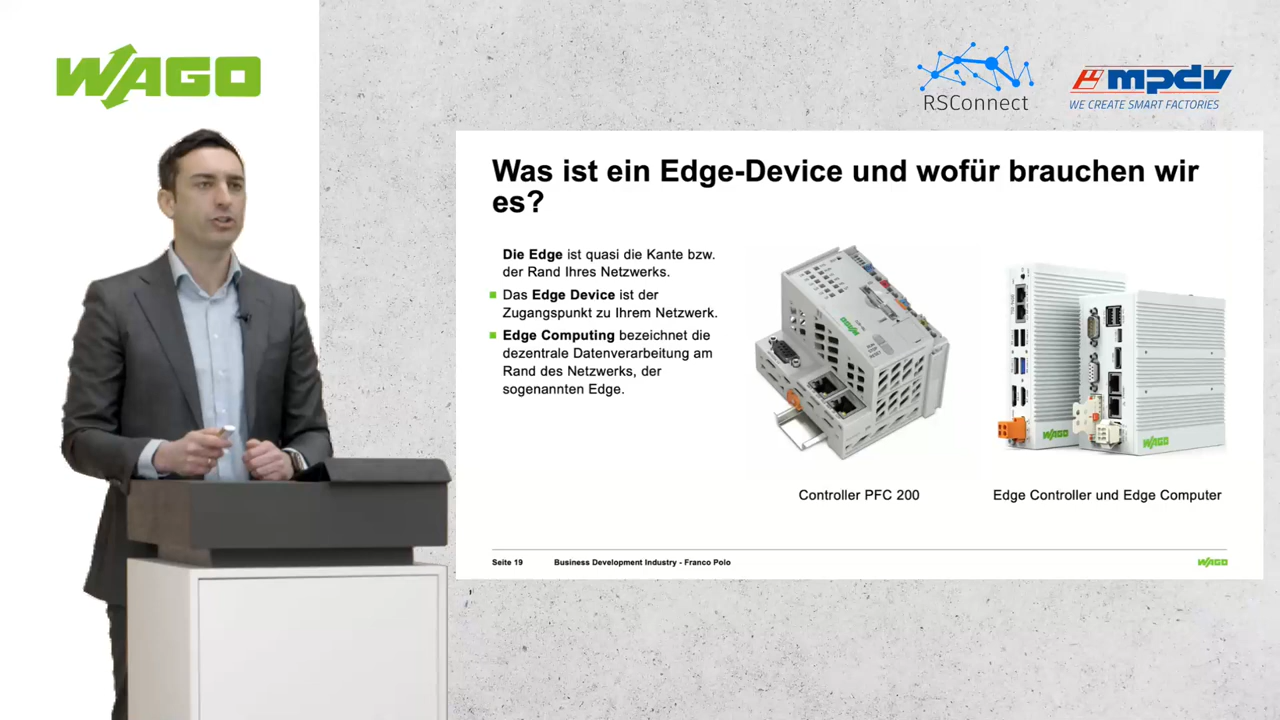 WAGO
RSConnect
mpdv
WE CREATE SMART FACTORIES
Was ist ein Edge-Device und wofür brauchen wir
es?
Die Edge ist quasi die Kante bzw.
der Rand Ihres Netzwerks.
Das Edge Device ist der
Zugangspunkt zu Ihrem Netzwerk.
Edge Computing bezeichnet die
dezentrale Datenverarbeitung am
Rand des Netzwerks, der
sogenannten Edge.
WAGO
WAGO
WAGO
Controller PFC 200
Edge Controller und Edge Computer
Seite 19
Business Development Industry - Franco Polo
WAGO